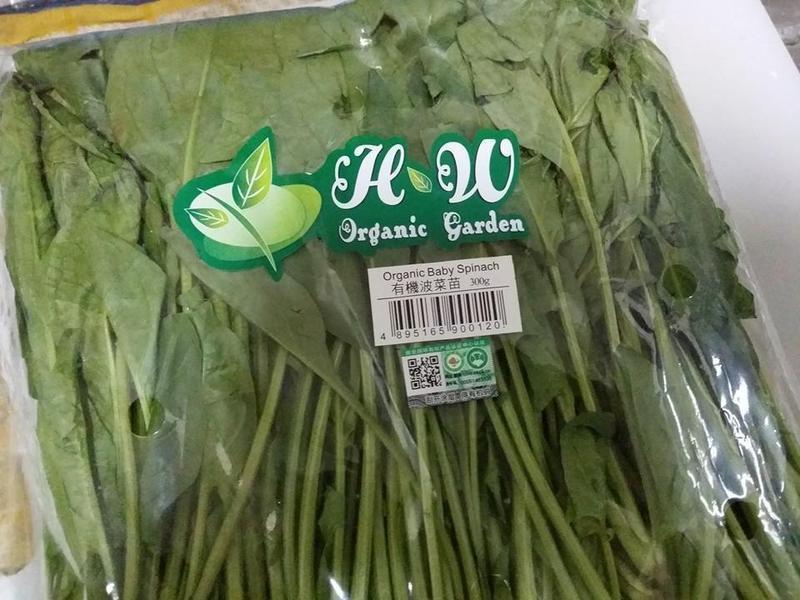 H W
Organic Garden
Organic Baby Spinach
有機波菜苗 300g
4 895165 900120